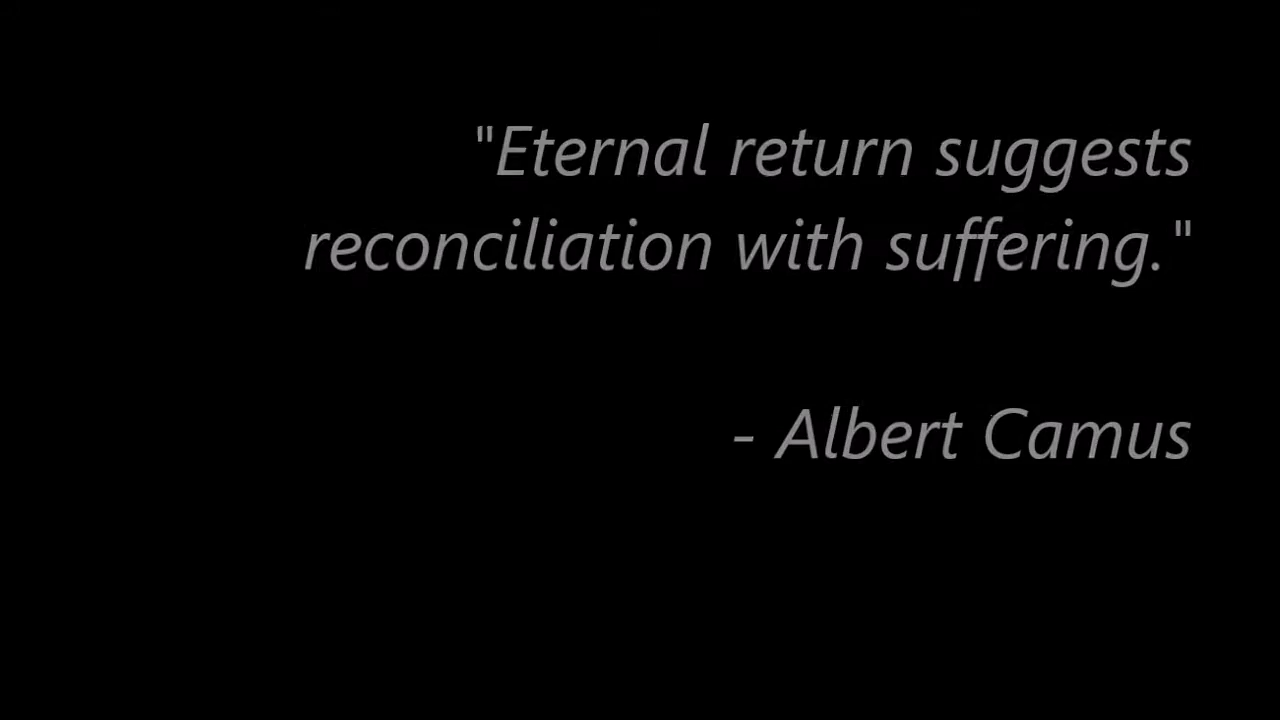 "Eternal return suggests
reconciliation with suffering."
- Albert Camus